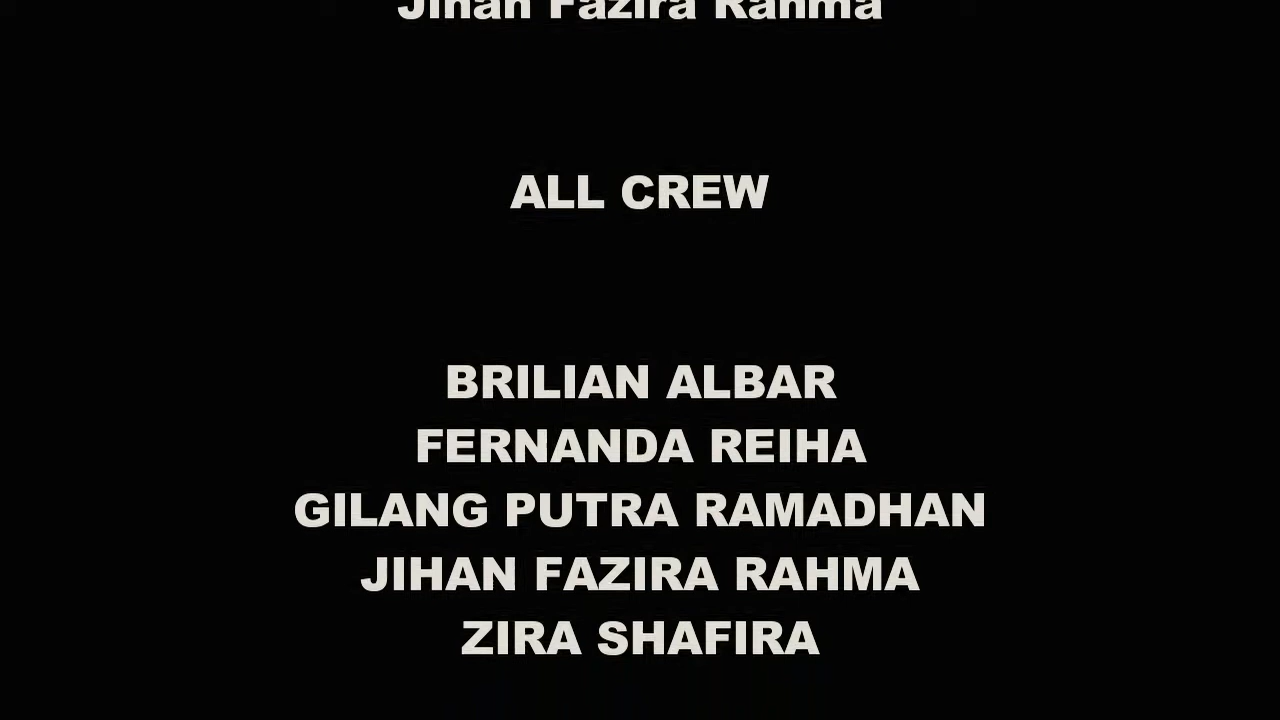 Jihan Fazira Rahma
ALL CREW
BRILIAN ALBAR
FERNANDA REIHA
GILANG PUTRA RAMADHAN
JIHAN FAZIRA RAHMA
ZIRA SHAFIRA